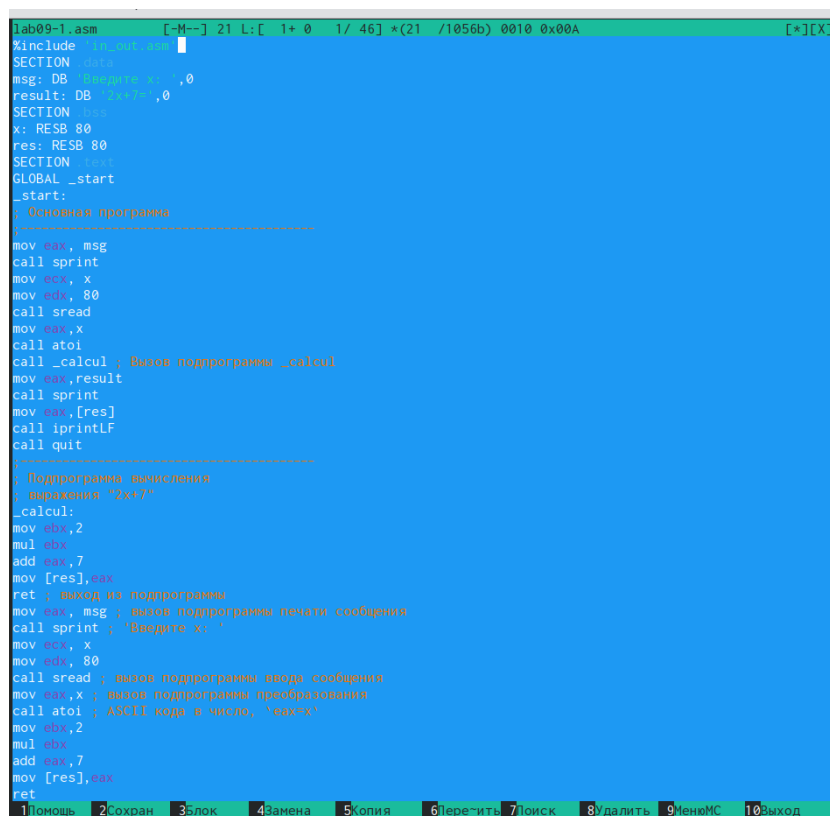 lab09-1.asm [-M--] 21 L:[ 1+ 0 1/ 46] *(21 /1056b) 0010 0x00A [*][X]
%include 'in_out.asm'
SECTION .data
msg: DB 'Введите x: ',0
result: DB '2x+7=',0
SECTION .bss
x: RESB 80
res: RESB 80
SECTION .text
GLOBAL _start
_start:
; Основная программа
;------------------------------------------
mov eax, msg
call sprint
mov ecx, x
mov edx, 80
call sread
mov eax,x
call atoi
call _calcul ; Вызов подпрограммы _calcul
mov eax,result
call sprint
mov eax,[res]
call iprintLF
call quit
;------------------------------------------
; Подпрограмма вычисления
; выражения "2x+7"
_calcul:
mov ebx,2
mul ebx
add eax,7
mov [res],eax
ret ; выход из подпрограммы
mov eax, msg ; вызов подпрограммы печати сообщения
call sprint ; 'Введите x: '
mov ecx, x
mov edx, 80
call sread ; вызов подпрограммы ввода сообщения
mov eax,x ; вызов подпрограммы преобразования
call atoi ; ASCII кода в число, `eax=x`
mov ebx,2
mul ebx
add eax,7
mov [res],eax
ret
1Помощь 2Сохран 3Блок 4Замена 5Копия 6Пере~ить 7Поиск 8Удалить 9МенюMC 10Выход